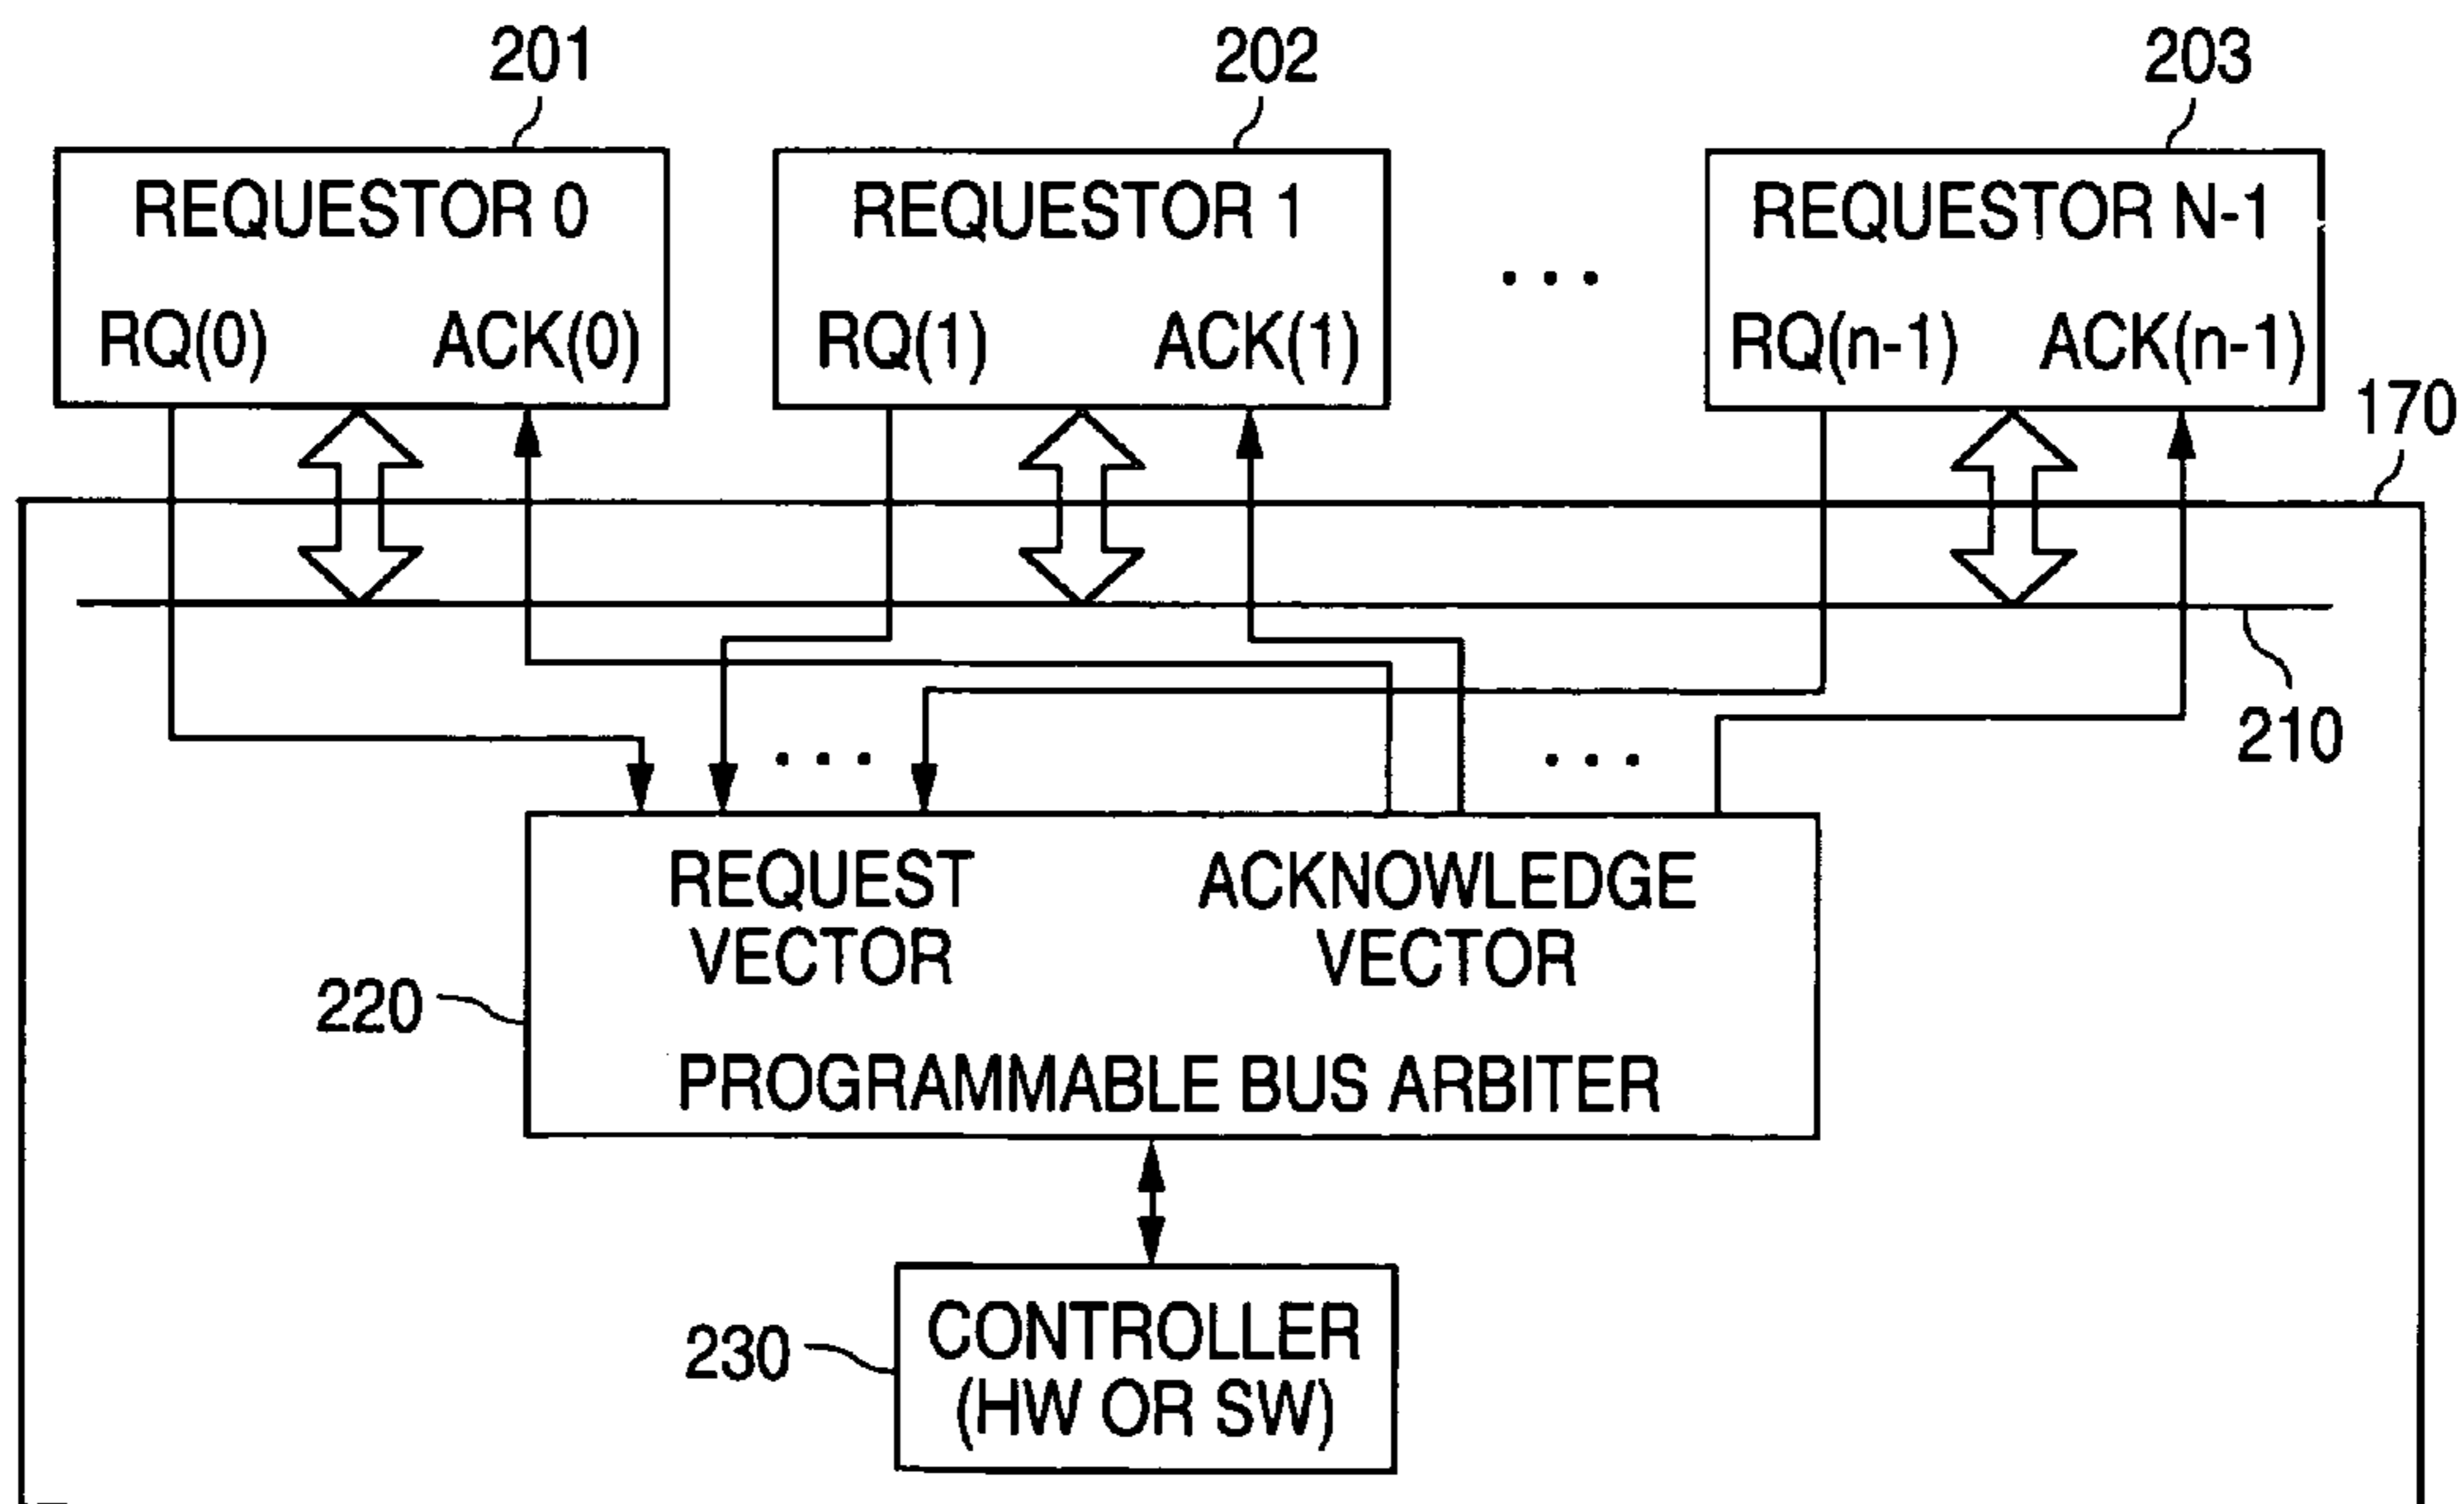 201
202
203
REQUESTOR 0
REQUESTOR 1
REQUESTOR N-1
RQ(0) ACK(0)
RQ(1) ACK(1)
RQ(n-1) ACK(n-1)
170
210
REQUEST
VECTOR
ACKNOWLEDGE
VECTOR
220
PROGRAMMABLE BUS ARBITER
230
CONTROLLER
(HW OR SW)